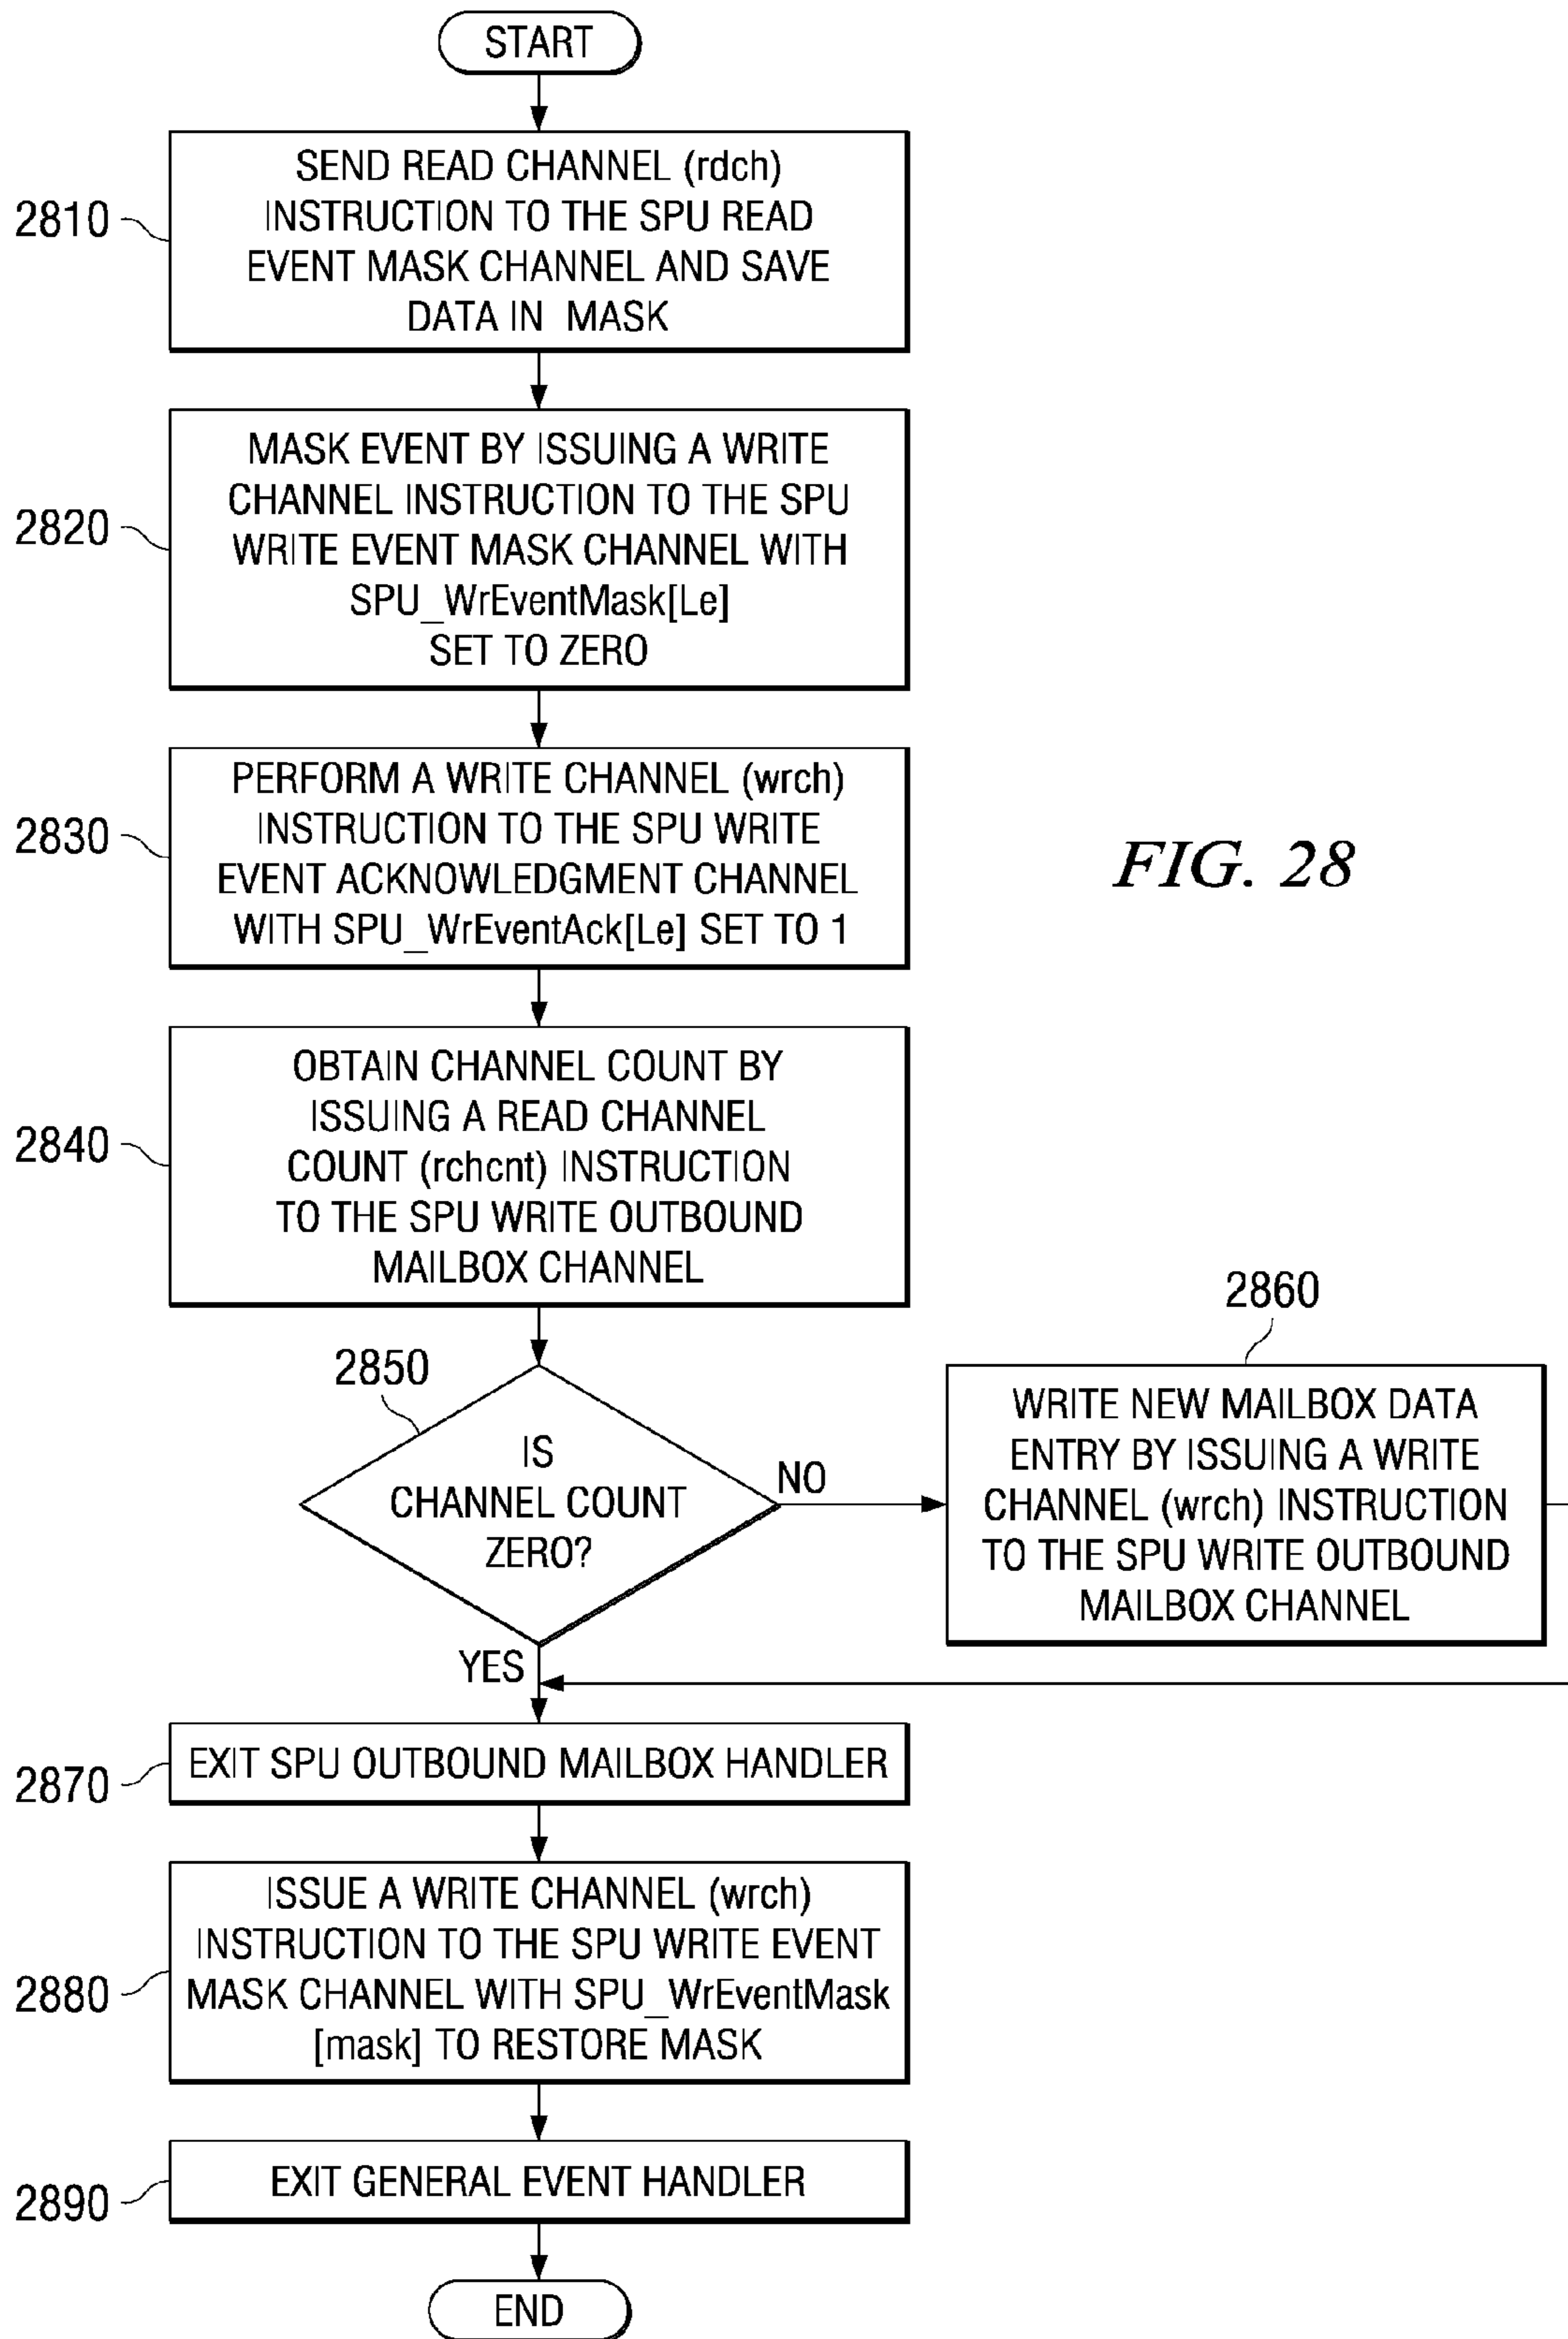 START
2810
SEND READ CHANNEL (rdch)
INSTRUCTION TO THE SPU READ
EVENT MASK CHANNEL AND SAVE
DATA IN MASK
2820
MASK EVENT BY ISSUING A WRITE
CHANNEL INSTRUCTION TO THE SPU
WRITE EVENT MASK CHANNEL WITH
SPU_WrEventMask[Le]
SET TO ZERO
2830
PERFORM A WRITE CHANNEL (wrch)
INSTRUCTION TO THE SPU WRITE
EVENT ACKNOWLEDGMENT CHANNEL
WITH SPU_WrEventAck[Le] SET TO 1
FIG. 28
2840
OBTAIN CHANNEL COUNT BY
ISSUING A READ CHANNEL
COUNT (rchcnt) INSTRUCTION
TO THE SPU WRITE OUTBOUND
MAILBOX CHANNEL
2850
IS
CHANNEL COUNT
ZERO?
NO
YES
2860
WRITE NEW MAILBOX DATA
ENTRY BY ISSUING A WRITE
CHANNEL (wrch) INSTRUCTION
TO THE SPU WRITE OUTBOUND
MAILBOX CHANNEL
2870
EXIT SPU OUTBOUND MAILBOX HANDLER
2880
ISSUE A WRITE CHANNEL (wrch)
INSTRUCTION TO THE SPU WRITE EVENT
MASK CHANNEL WITH SPU_WrEventMask
[mask] TO RESTORE MASK
2890
EXIT GENERAL EVENT HANDLER
END